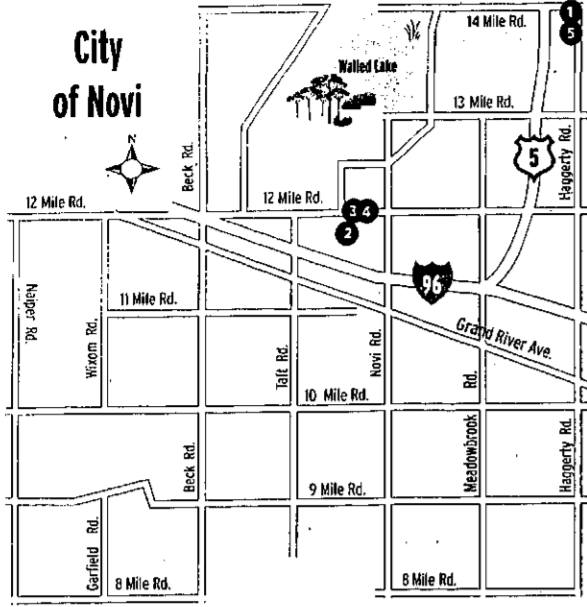 City
of Novi
N
14 Mile Rd.
1
5
Walled Lake
13 Mile Rd.
5
Haggerty Rd.
Beck Rd.
12 Mile Rd.
12 Mile Rd.
3
4
2
96
11 Mile Rd.
Grand River Ave.
Naiper Rd
Wixom Rd.
Taft Rd.
Novi Rd.
Rd.
10 Mile Rd.
Meadowbrook
Beck Rd.
9 Mile Rd.
Haggerty Rd.
Garfield Rd.
8 Mile Rd.
8 Mile Rd.